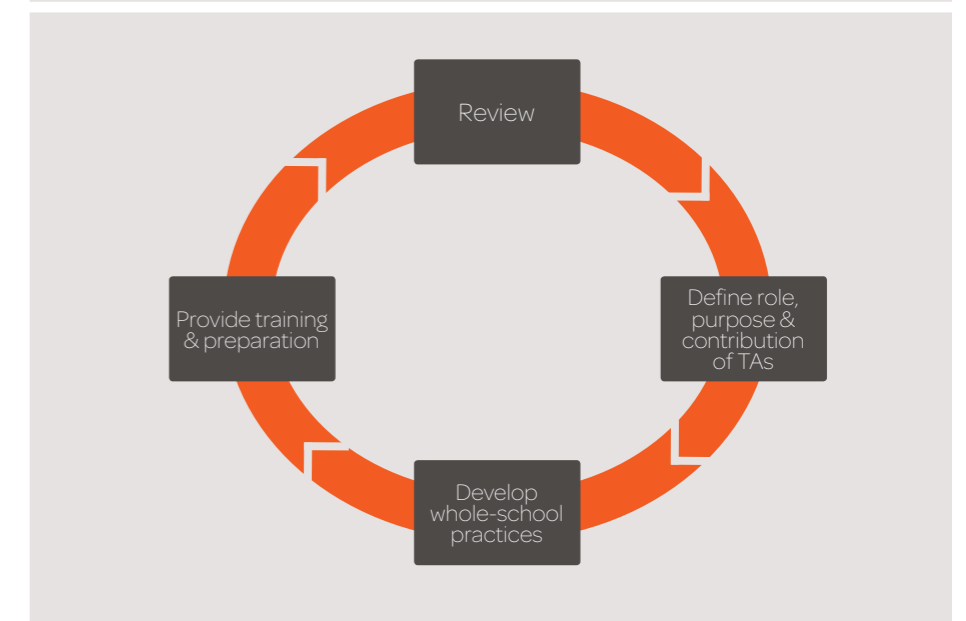 Review
Define role,
purpose &
contribution
of TAs
Develop
whole-school
practices
Provide training
& preparation